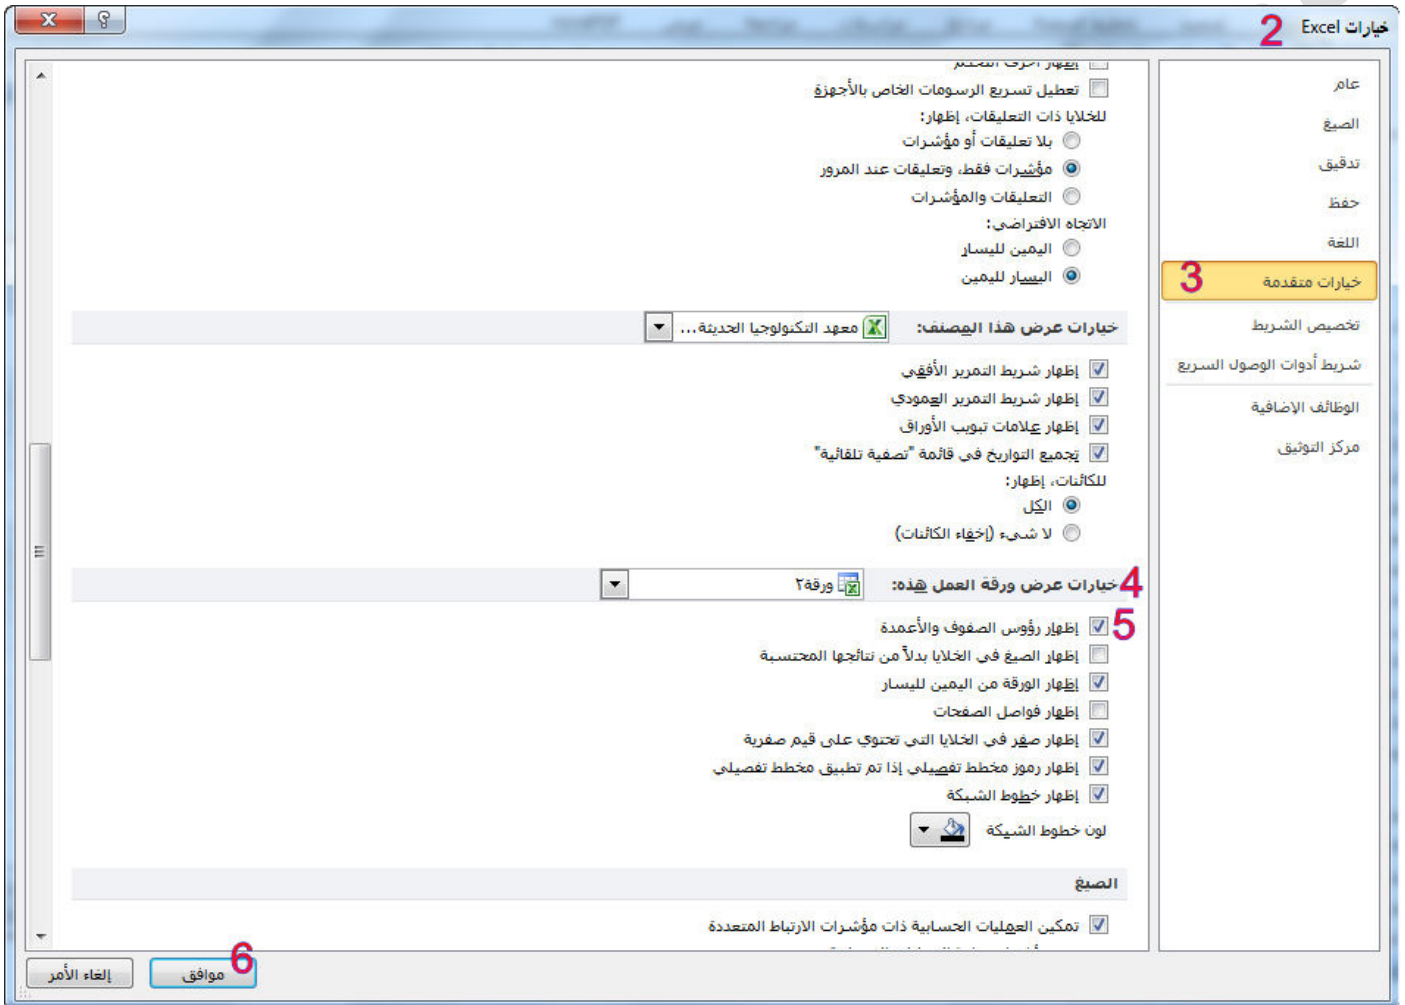 خيارات Excel 2
عام
الصيغ
تدقيق
حفظ
اللغة
خيارات متقدمة 3
تخصيص الشريط
شريط أدوات الوصول السريع
الوظائف الإضافية
مركز التوثيق
إظهار أحرف التحكم
تعطيل تسريع الرسومات الخاص بالأجهزة
للخلايا ذات التعليقات، إظهار:
بلا تعليقات أو مؤشرات
مؤشرات فقط، وتعليقات عند المرور
التعليقات والمؤشرات
الاتجاه الافتراضي:
اليمين لليسار
اليسار لليمين
خيارات عرض هذا المصنف: معهد التكنولوجيا الحديثة...
إظهار شريط التمرير الأفقي
إظهار شريط التمرير العمودي
إظهار علامات تبويب الأوراق
تجميع التواريخ في قائمة "تصفية تلقائية"
للكائنات، إظهار:
الكل
لا شيء (إخفاء الكائنات)
4 خيارات عرض ورقة العمل هذه: ورقة٢
5 إظهار رؤوس الصفوف والأعمدة
إظهار الصيغ في الخلايا بدلاً من نتائجها المحتسبة
إظهار الورقة من اليمين لليسار
إظهار فواصل الصفحات
إظهار صفر في الخلايا التي تحتوي على قيم صفرية
إظهار رموز مخطط تفصيلي إذا تم تطبيق مخطط تفصيلي
إظهار خطوط الشبكة
لون خطوط الشبكة
الصيغ
تمكين العمليات الحسابية ذات مؤشرات الارتباط المتعددة
6 موافق
إلغاء الأمر